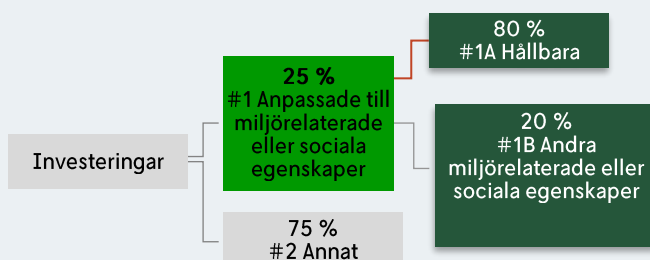 Investeringar
25 %
#1 Anpassade till
miljörelaterade
eller sociala
egenskaper
75 %
#2 Annat
80 %
#1A Hållbara
20 %
#1B Andra
miljörelaterade eller
sociala egenskaper